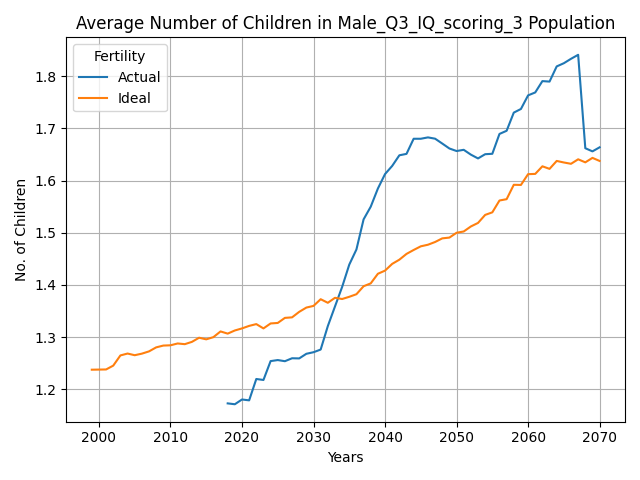 Average Number of Children in Male_Q3_IQ_scoring_3 Population
Fertility
Actual
Ideal
No. of Children
1.8
1.7
1.6
1.5
1.4
1.3
1.2
2000 2010 2020 2030 2040 2050 2060 2070
Years